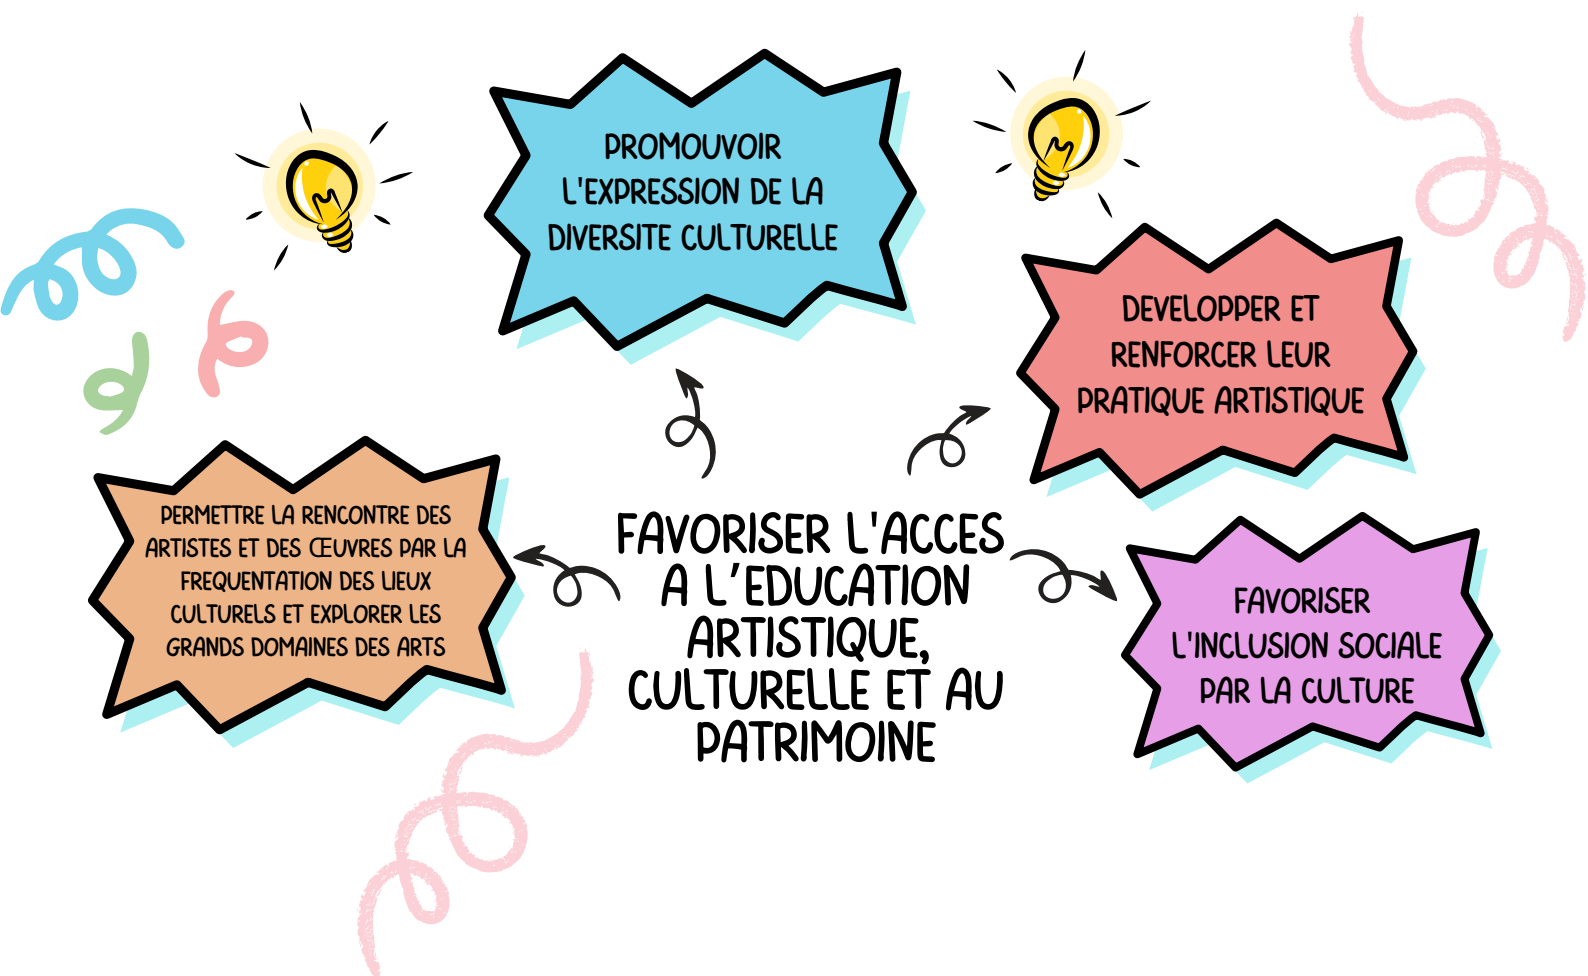 PROMOUVOIR
L'EXPRESSION DE LA
DIVERSITE CULTURELLE
DEVELOPPER ET
RENFORCER LEUR
PRATIQUE ARTISTIQUE
PERMETTRE LA RENCONTRE DES
ARTISTES ET DES ŒUVRES PAR LA
FREQUENTATION DES LIEUX
CULTURELS ET EXPLORER LES
GRANDS DOMAINES DES ARTS
FAVORISER L'ACCES
A L’EDUCATION
ARTISTIQUE,
CULTURELLE ET AU
PATRIMOINE
FAVORISER
L'INCLUSION SOCIALE
PAR LA CULTURE